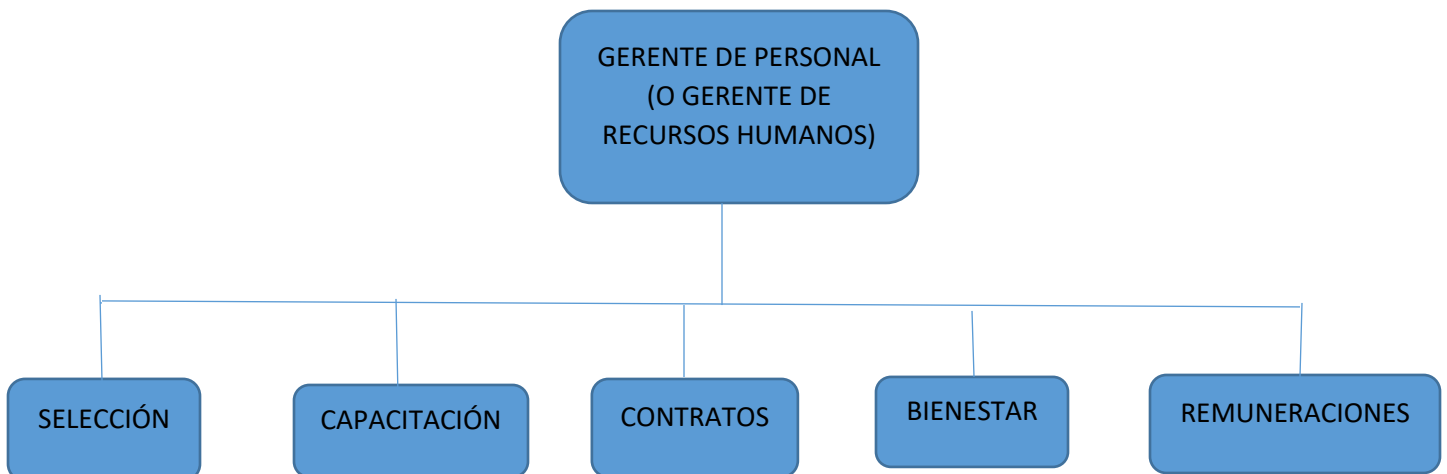 GERENTE DE PERSONAL
(O GERENTE DE
RECURSOS HUMANOS)
SELECCIÓN
CAPACITACIÓN
CONTRATOS
BIENESTAR
REMUNERACIONES